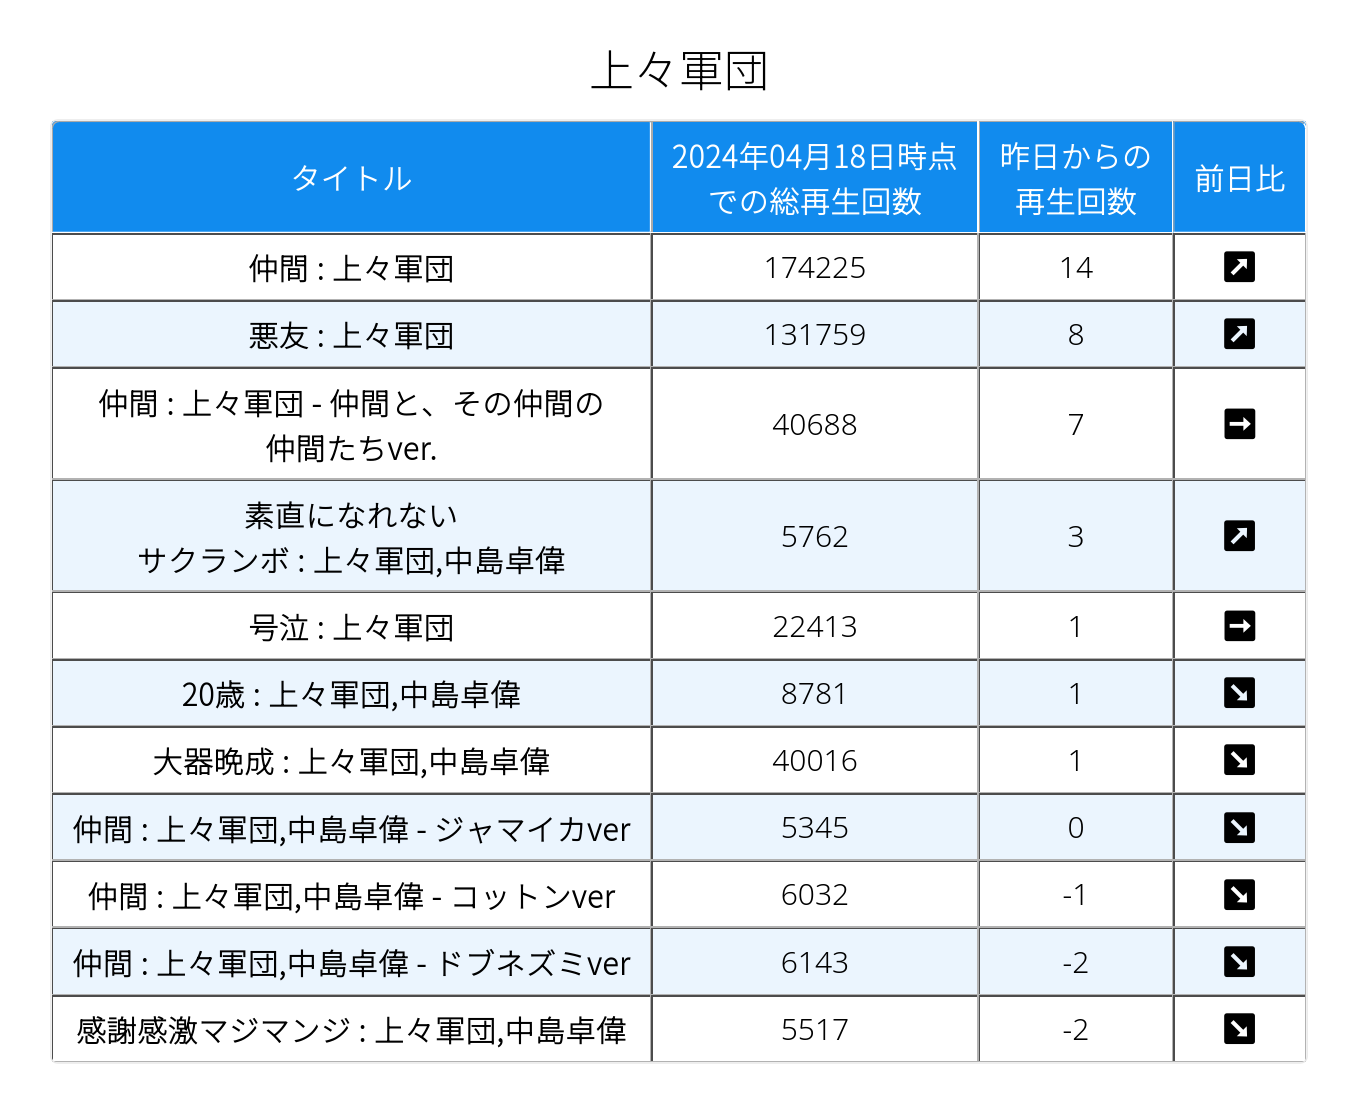 上々軍団
タイトル
2024年04月18日時点
での総再生回数
昨日からの
再生回数
前日比
仲間 : 上々軍団
174225
14
悪友 : 上々軍団
131759
8
仲間 : 上々軍団 - 仲間と、その仲間の
仲間たちver.
40688
7
素直になれない
サクランボ : 上々軍団,中島卓偉
5762
3
号泣 : 上々軍団
22413
1
20歳 : 上々軍団,中島卓偉
8781
1
大器晩成 : 上々軍団,中島卓偉
40016
1
仲間 : 上々軍団,中島卓偉 - ジャマイカver
5345
0
仲間 : 上々軍団,中島卓偉 - コットンver
6032
-1
仲間 : 上々軍団,中島卓偉 - ドブネズミver
6143
-2
感謝感激マジマンジ : 上々軍団,中島卓偉
5517
-2